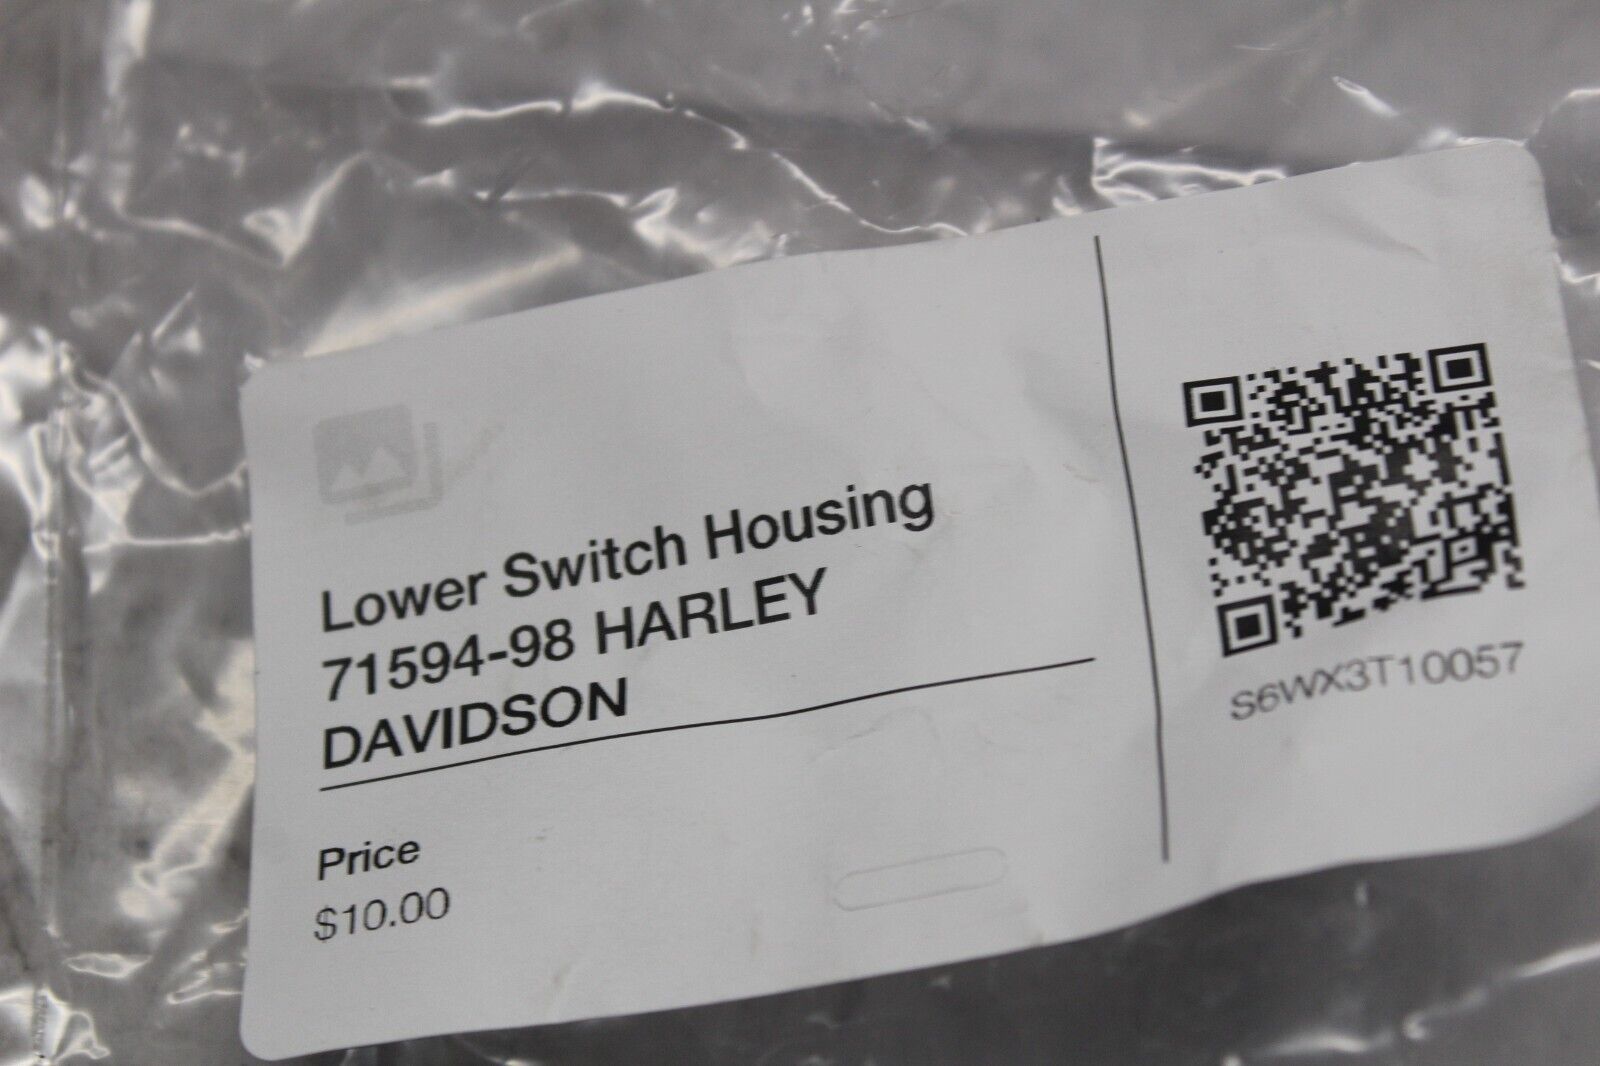 Lower Switch Housing
71594-98 HARLEY
DAVIDSON
Price
$10.00
S6WX3T10057